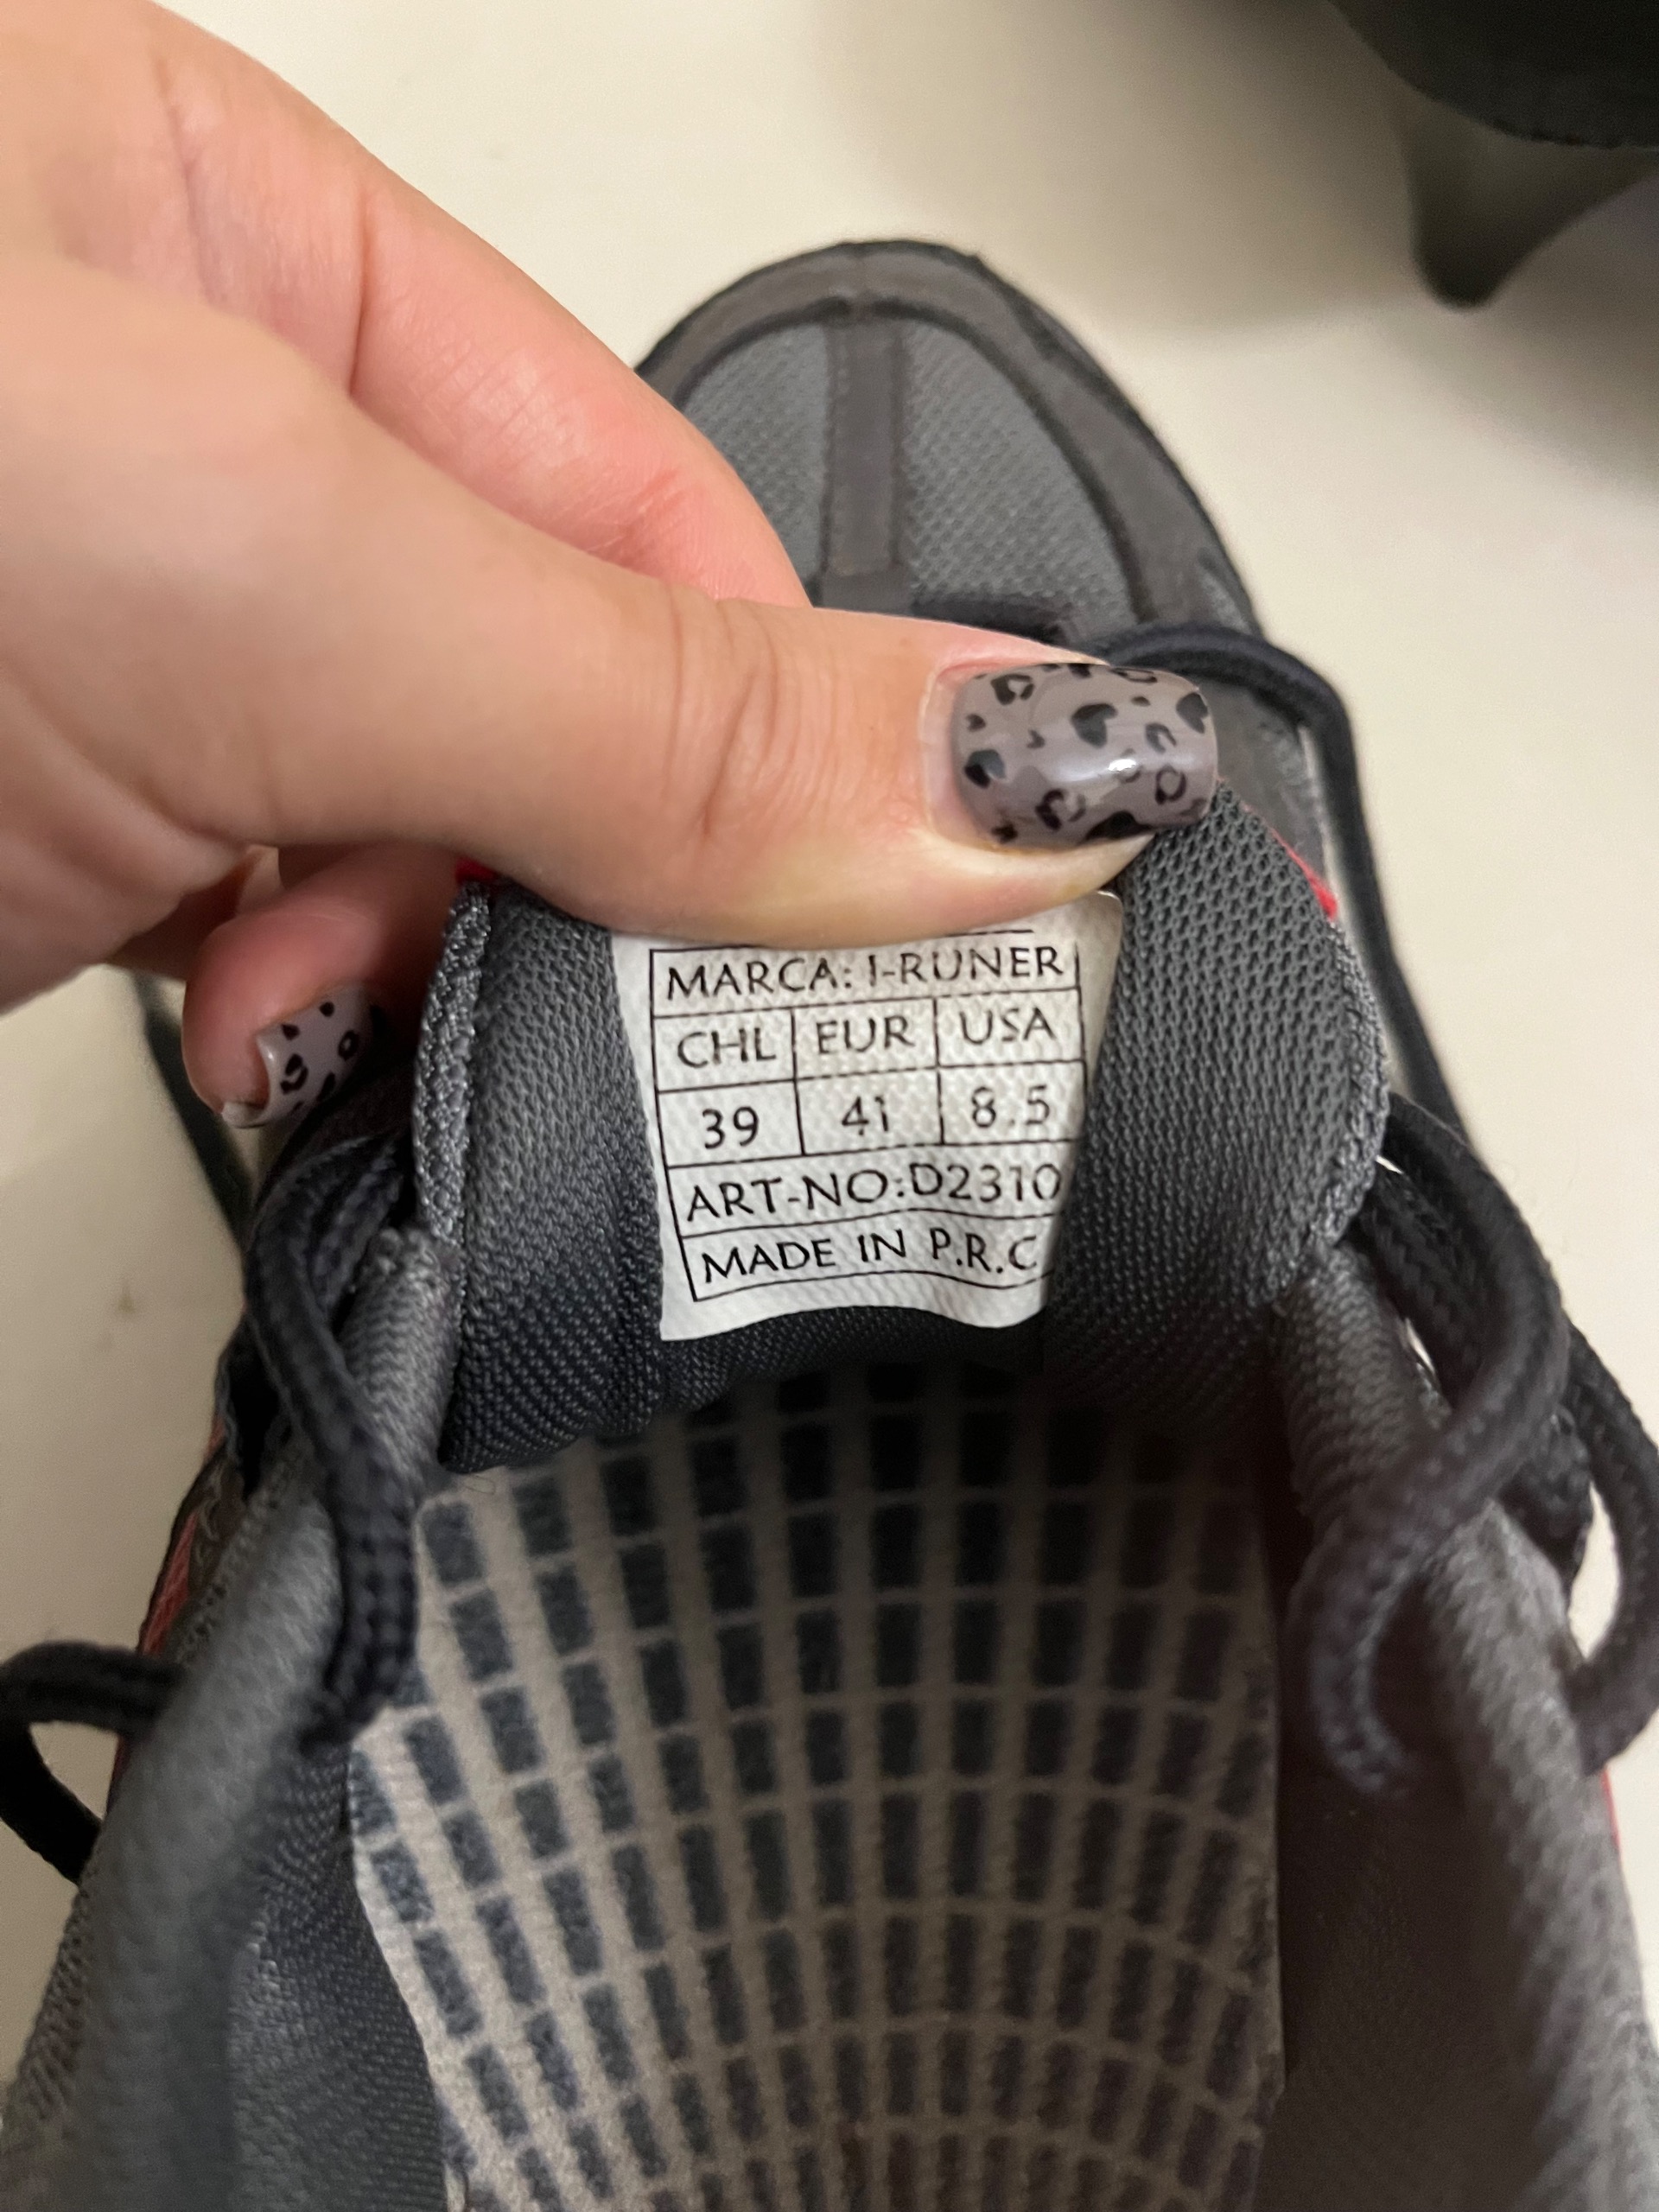 MARCA: I-RUNER
CHL EUR USA
39 41 8.5
ART-NO:D2310
MADE IN P.R.C